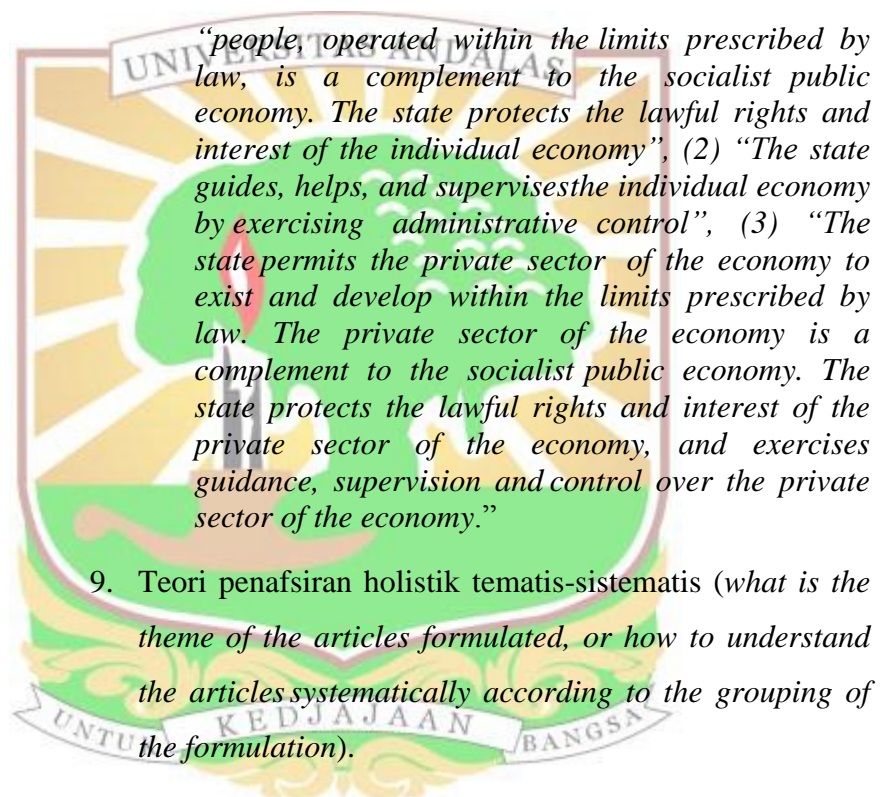 “people, operated within the limits prescribed by
law, is a complement to the socialist public
economy. The state protects the lawful rights and
interest of the individual economy”, (2) “The state
guides, helps, and supervisesthe individual economy
by exercising administrative control”, (3) “The
state permits the private sector of the economy to
exist and develop within the limits prescribed by
law. The private sector of the economy is a
complement to the socialist public economy. The
state protects the lawful rights and interest of the
private sector of the economy, and exercises
guidance, supervision and control over the private
sector of the economy.”
9. Teori penafsiran holistik tematis-sistematis (what is the
theme of the articles formulated, or how to understand
the articles systematically according to the grouping of
the formulation).
UNIVERSITAS ANDALAS
UNTUK KEDJAJAAN BANGSA